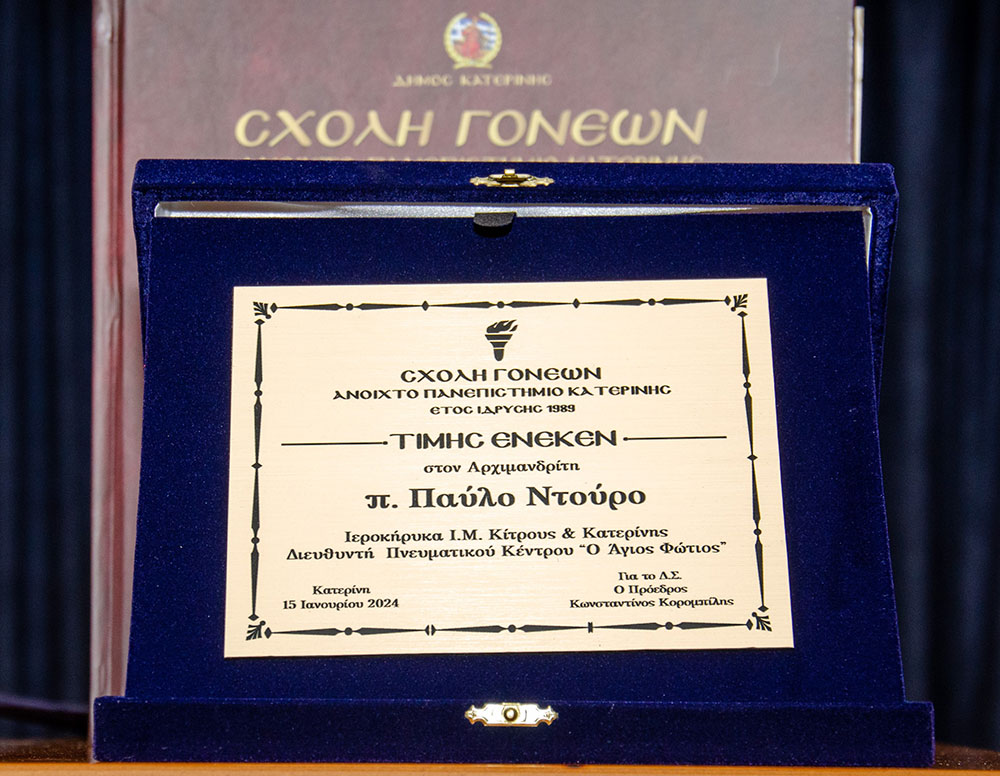 ΔΗΜΟΣ ΚΑΤΕΡΙΝΗΣ
ΣΧΟΛΗ ΓΟΝΕΩΝ
ΣΧΟΛΗ ΓΟΝΕΩΝ
ΑΝΟΙΧΤΟ ΠΑΝΕΠΙΣΤΗΜΙΟ ΚΑΤΕΡΙΝΗΣ
ΕΤΟΣ ΙΔΡΥΣΗΣ 1989
ΤΙΜΗΣ ΕΝΕΚΕΝ
στον Αρχιμανδρίτη
π. Παύλο Ντούρο
Ιεροκήρυκα Ι.Μ. Κίτρους & Κατερίνης
Διευθυντή Πνευματικού Κέντρου “Ο Άγιος Φώτιος”
Κατερίνη
15 Ιανουρίου 2024
Για το Δ.Σ.
Ο Πρόεδρος
Κωνσταντίνος Κορομπίλης